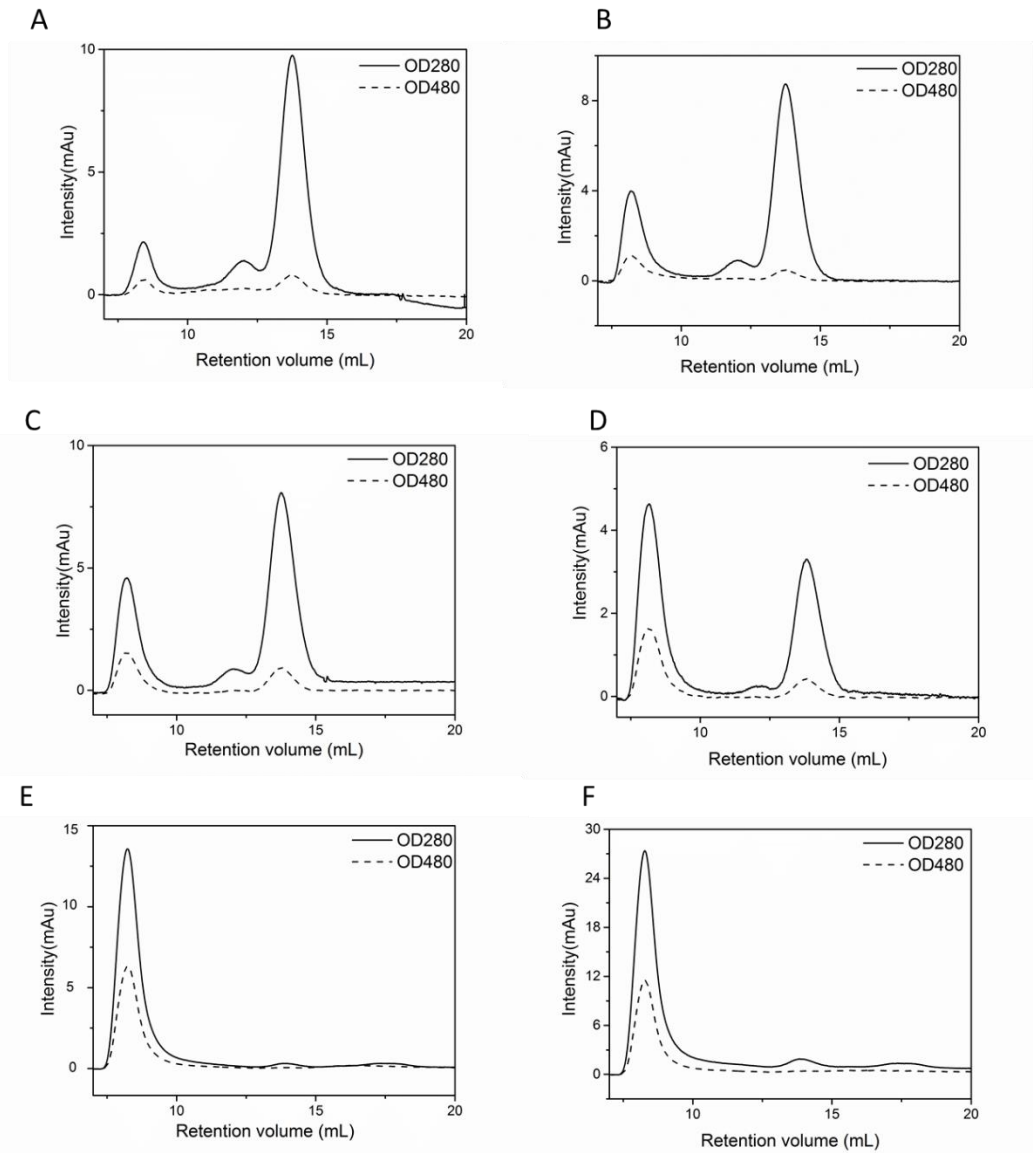 A
10
5
0
Intensity(mAu)
OD280
OD480
10
15
20
Retention volume (mL)
B
8
4
0
Intensity(mAu)
OD280
OD480
10
15
20
Retention volume (mL)
C
10
5
0
Intensity(mAu)
OD280
OD480
10
15
20
Retention volume (mL)
D
6
4
2
0
Intensity(mAu)
OD280
OD480
10
15
20
Retention volume (mL)
E
15
10
5
0
Intensity(mAu)
OD280
OD480
10
15
20
Retention volume (mL)
F
30
24
18
12
6
0
Intensity(mAu)
OD280
OD480
10
15
20
Retention volume (mL)